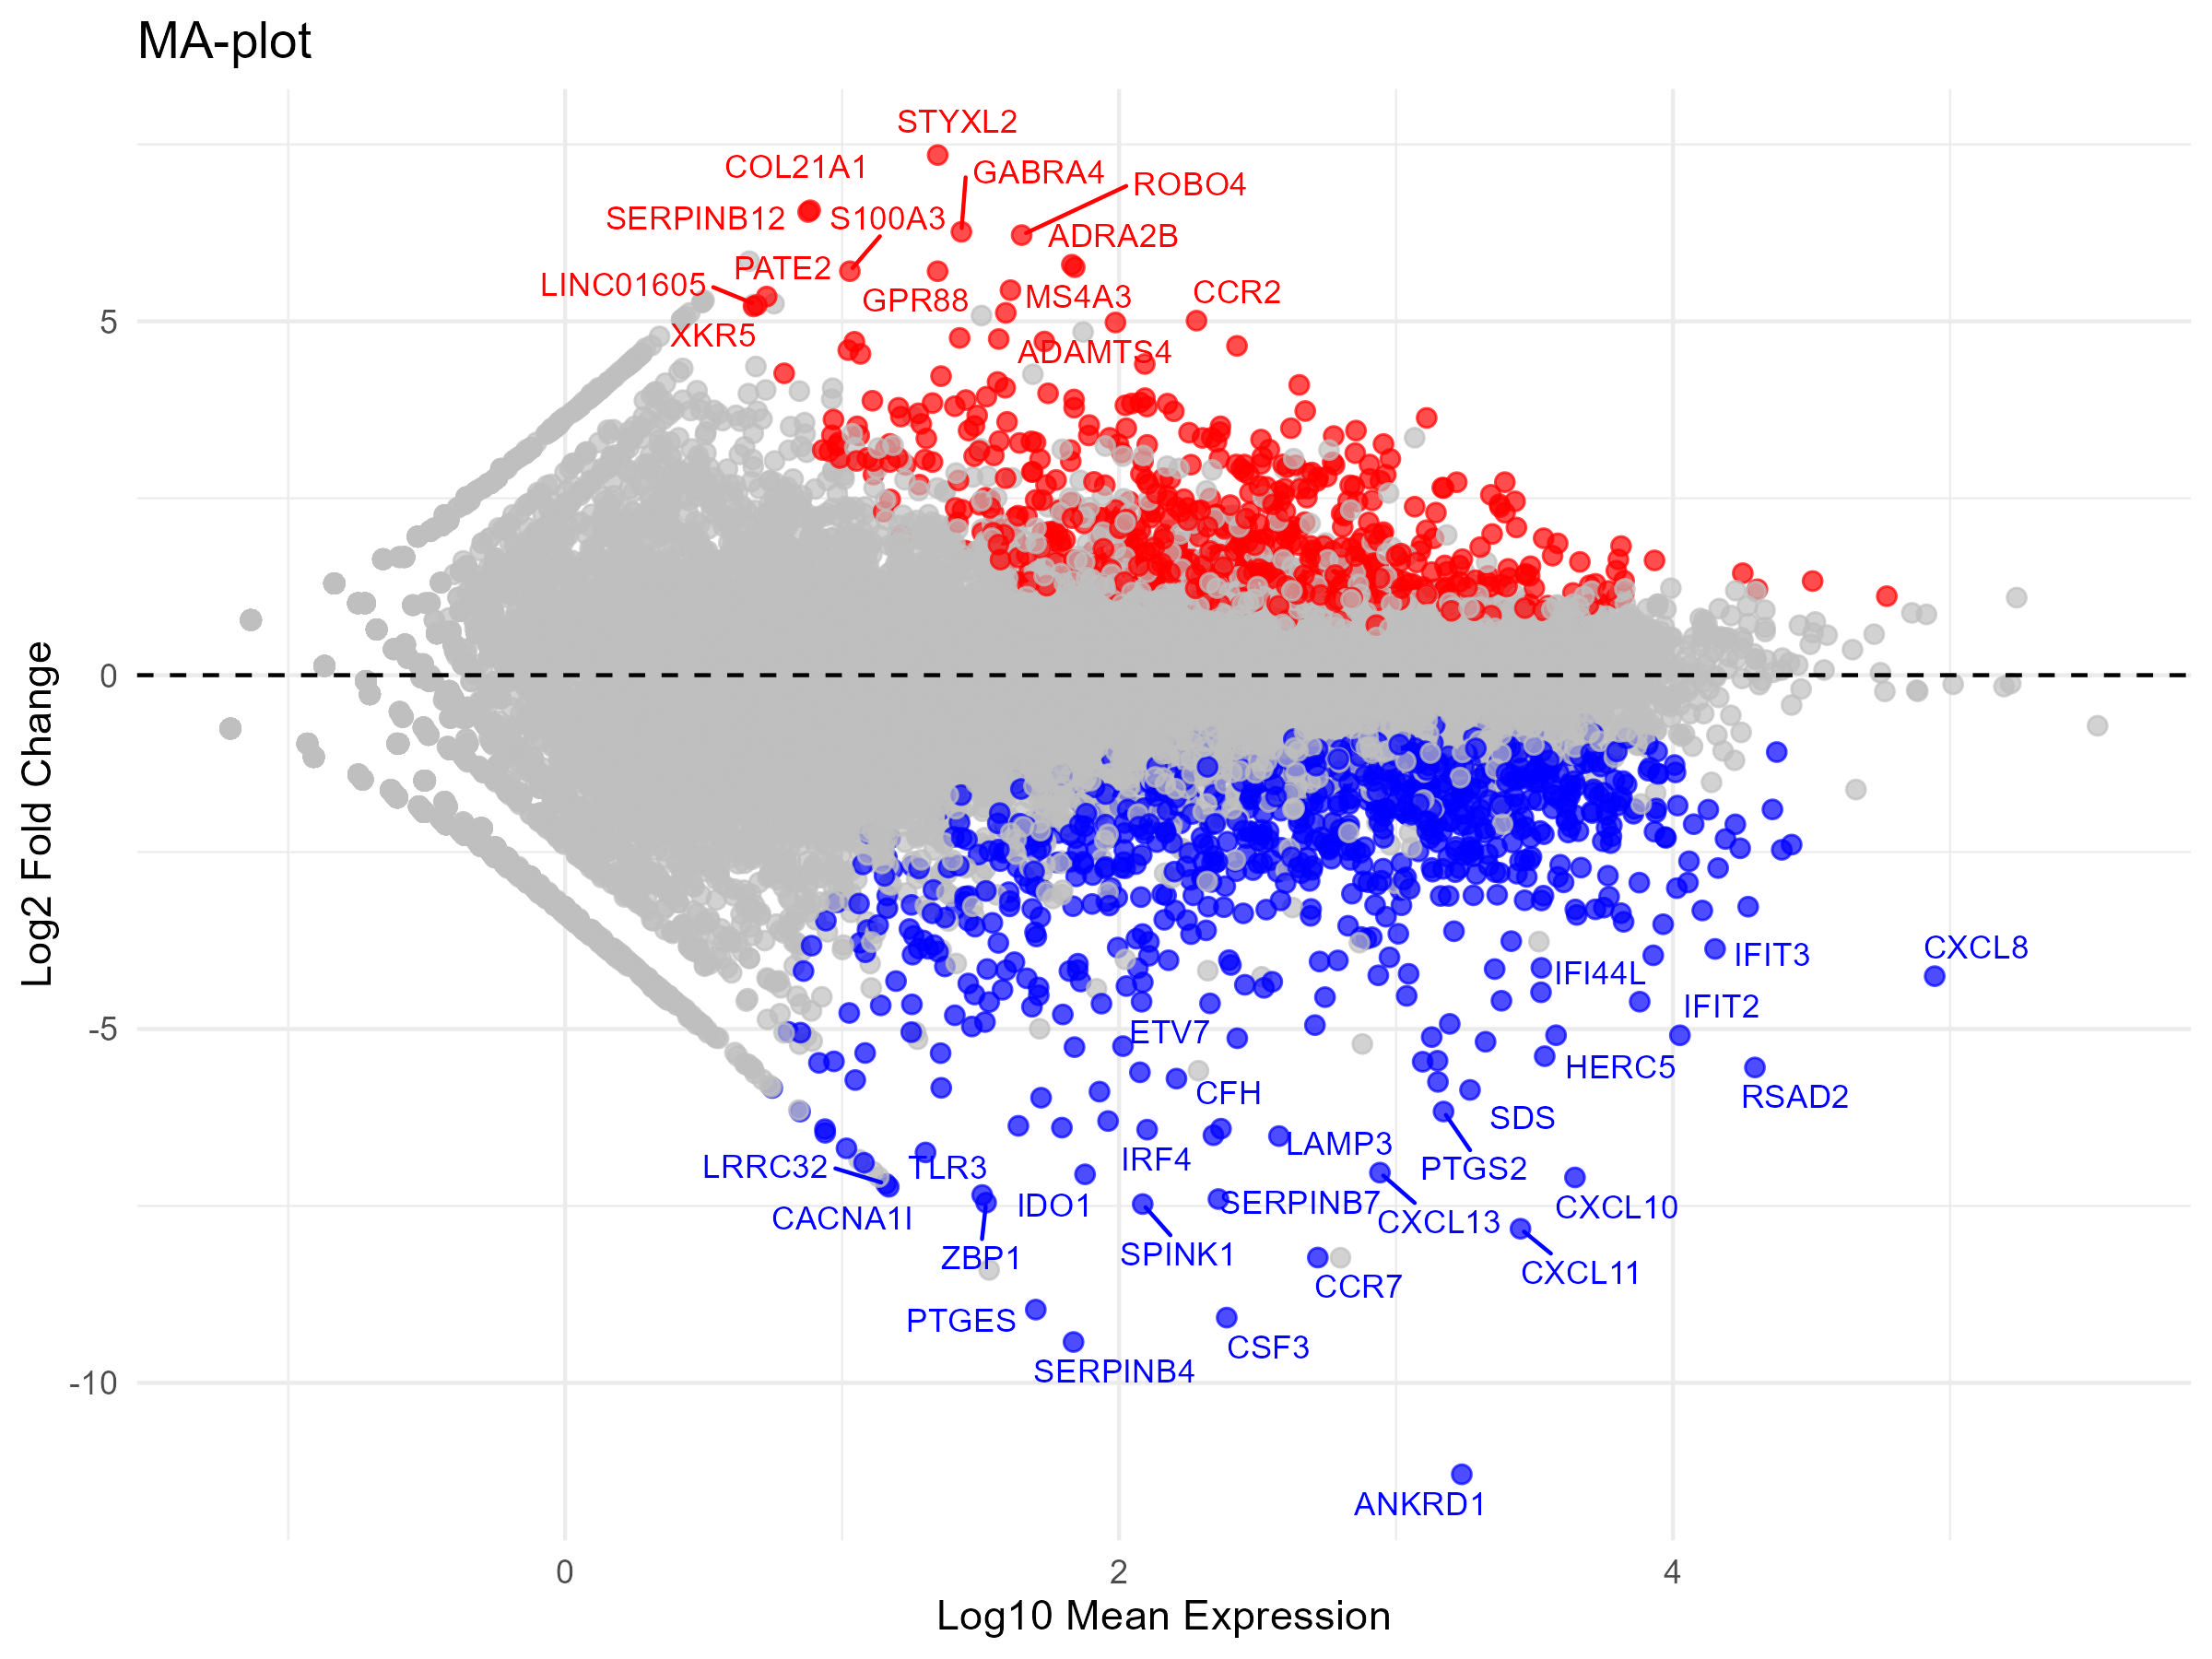 MA-plot
STYXL2
COL21A1
GABRA4
ROBO4
SERPINB12
S100A3
ADRA2B
PATE2
LINC01605
GPR88
MS4A3
CCR2
XKR5
ADAMTS4
5
0
-5
-10
Log2 Fold Change
CXCL8
IFIT3
IFI44L
IFIT2
ETV7
HERC5
CFH
RSAD2
SDS
LAMP3
IRF4
PTGS2
LRRC32
TLR3
IDO1
SERPINB7
CXCL10
CACNA1I
CXCL13
ZBP1
SPINK1
CXCL11
CCR7
PTGES
CSF3
SERPINB4
ANKRD1
0
2
4
Log10 Mean Expression